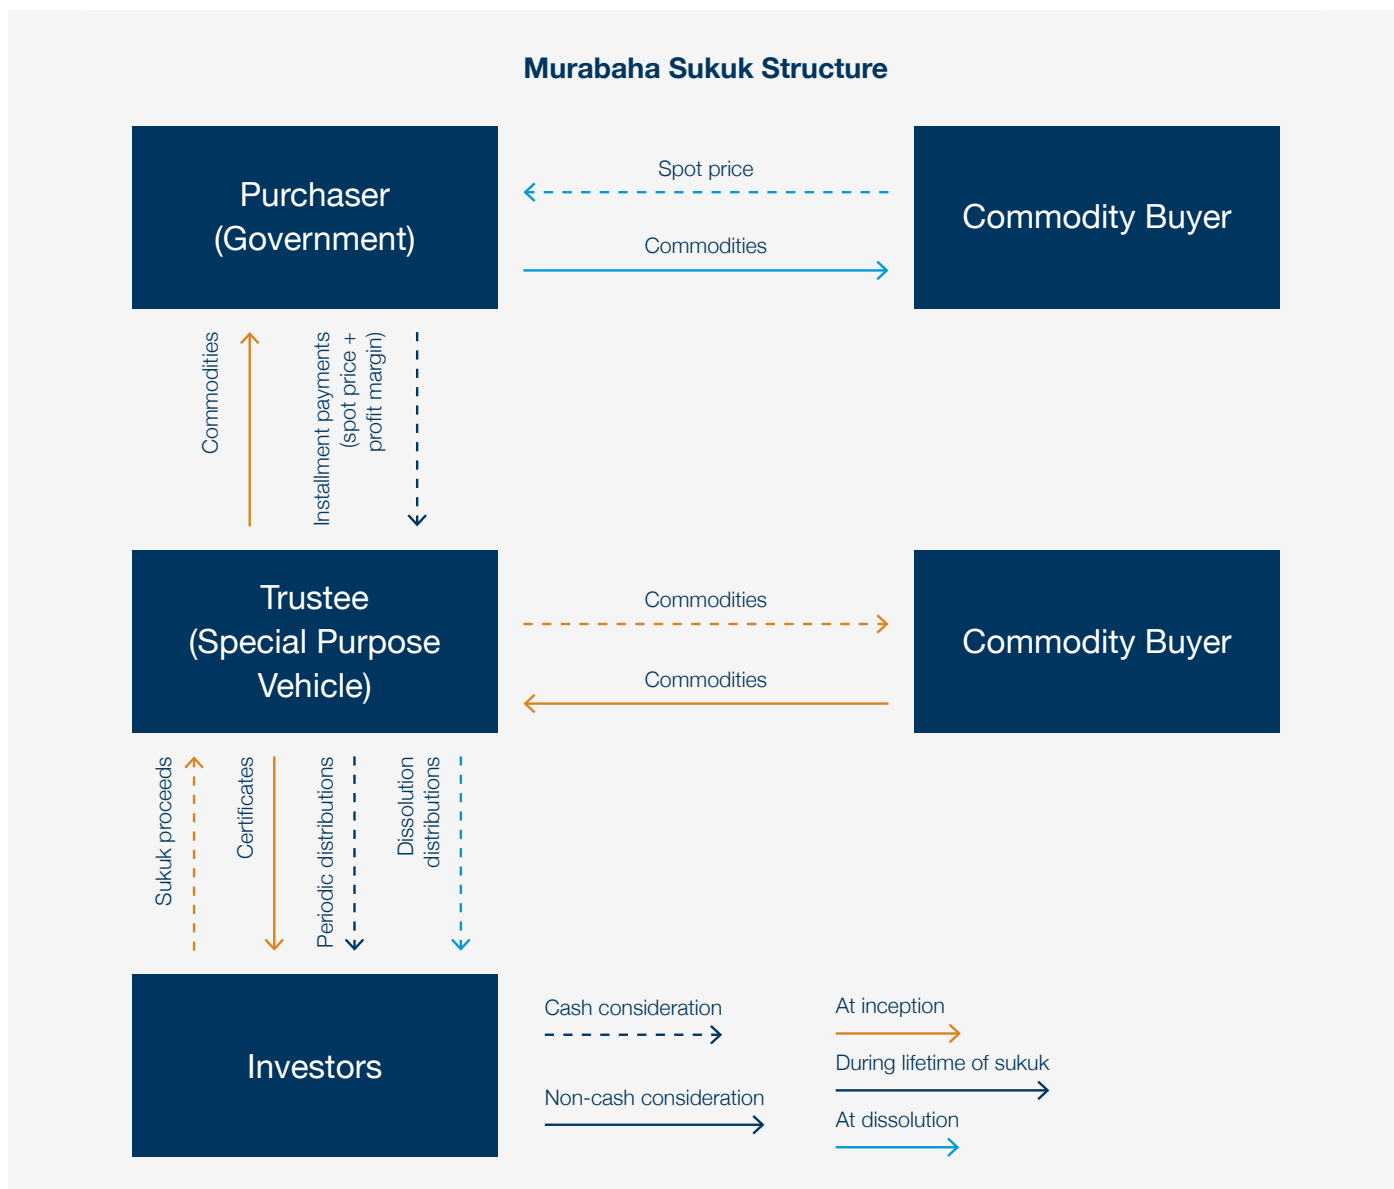 Murabaha Sukuk Structure
Purchaser
(Government)
Spot price
Commodities
Commodity Buyer
Commodities
Installment payments
(spot price +
profit margin)
Trustee
(Special Purpose
Vehicle)
Commodities
Commodities
Commodity Buyer
Sukuk proceeds
Certificates
Periodic distributions
Dissolution
distributions
Investors
Cash consideration
Non-cash consideration
At inception
During lifetime of sukuk
At dissolution